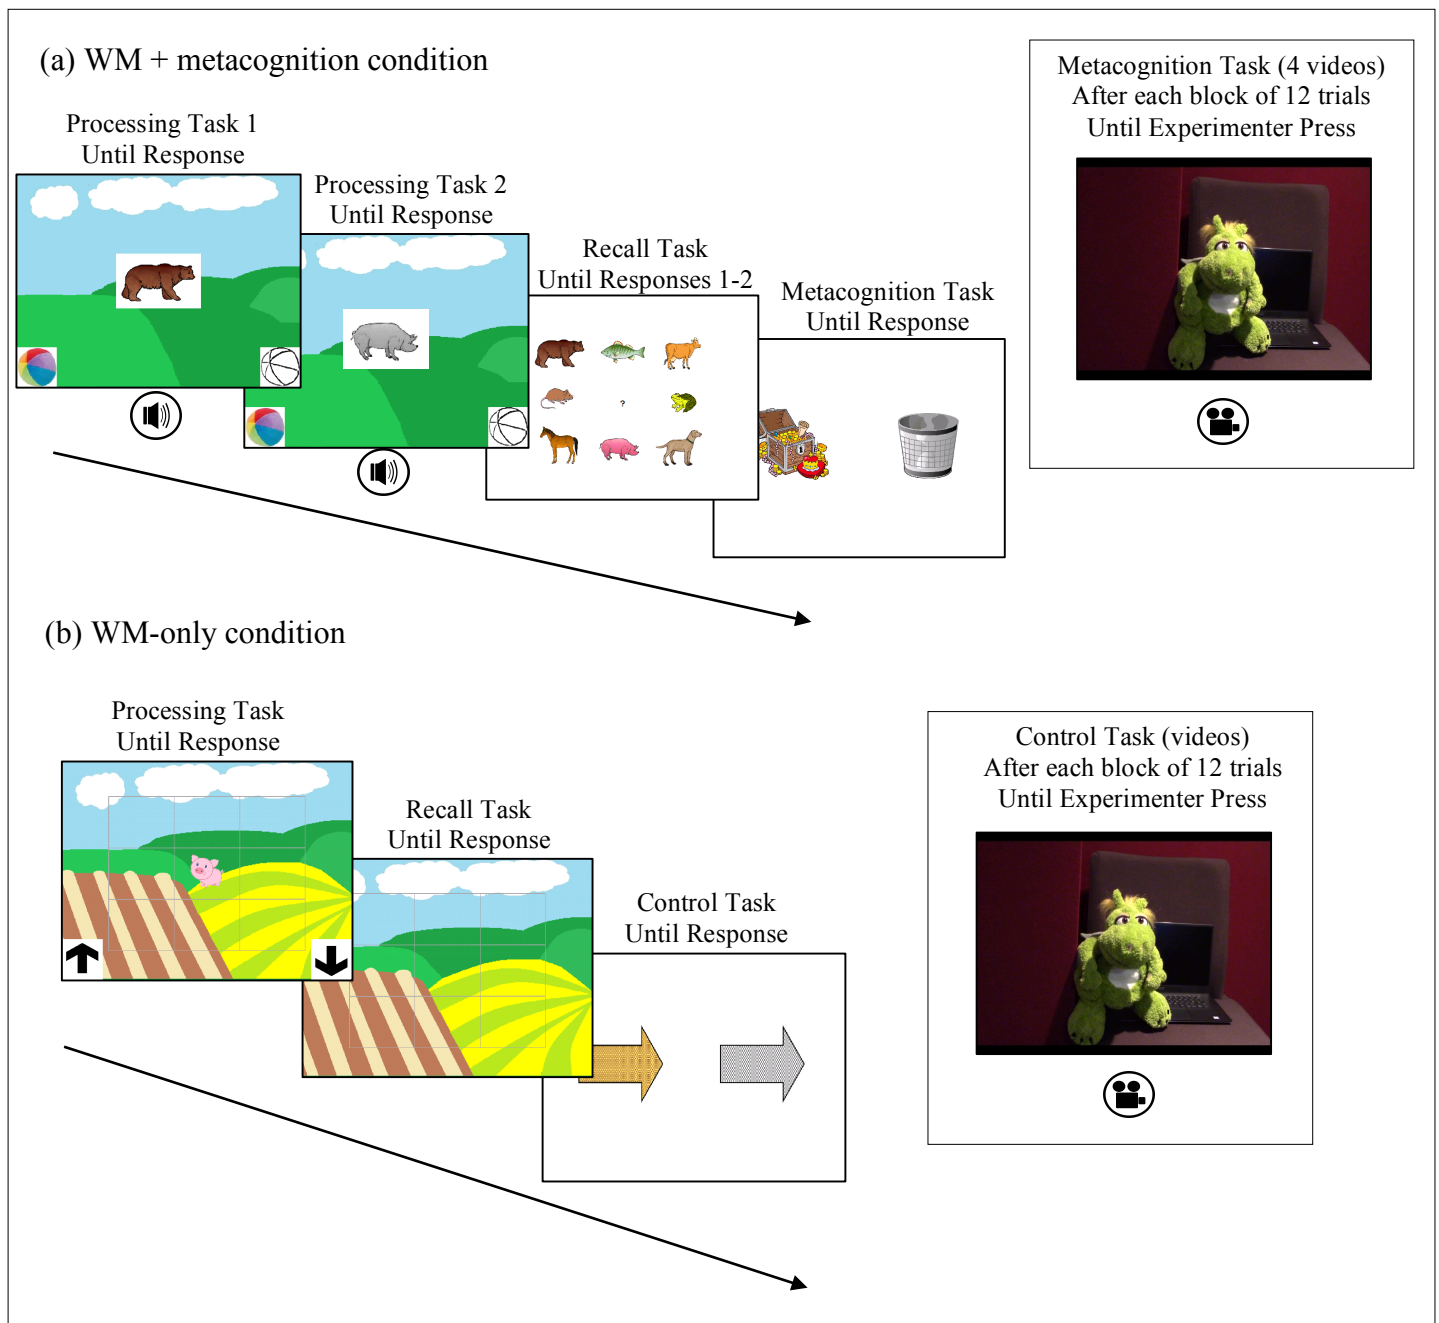 (a) WM + metacognition condition
Processing Task 1
Until Response
Processing Task 2
Until Response
Recall Task
Until Responses 1-2
?
Metacognition Task
Until Response
Metacognition Task (4 videos)
After each block of 12 trials
Until Experimenter Press
(b) WM-only condition
Processing Task
Until Response
Recall Task
Until Response
Control Task
Until Response
Control Task (videos)
After each block of 12 trials
Until Experimenter Press